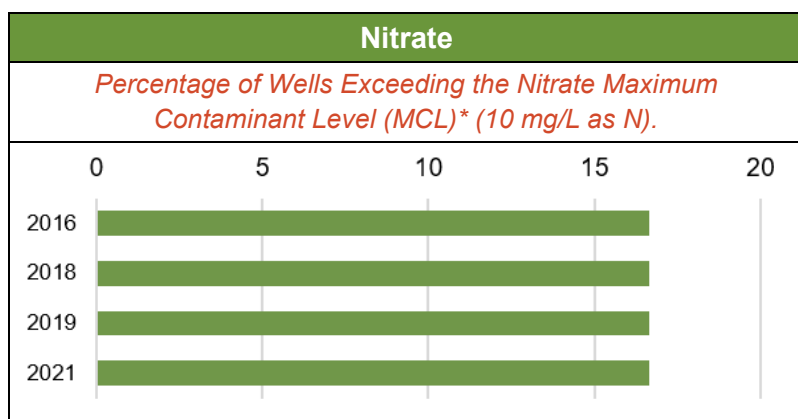 Nitrate
Percentage of Wells Exceeding the Nitrate Maximum
Contaminant Level (MCL)* (10 mg/L as N).
0 5 10 15 20
2016
2018
2019
2021